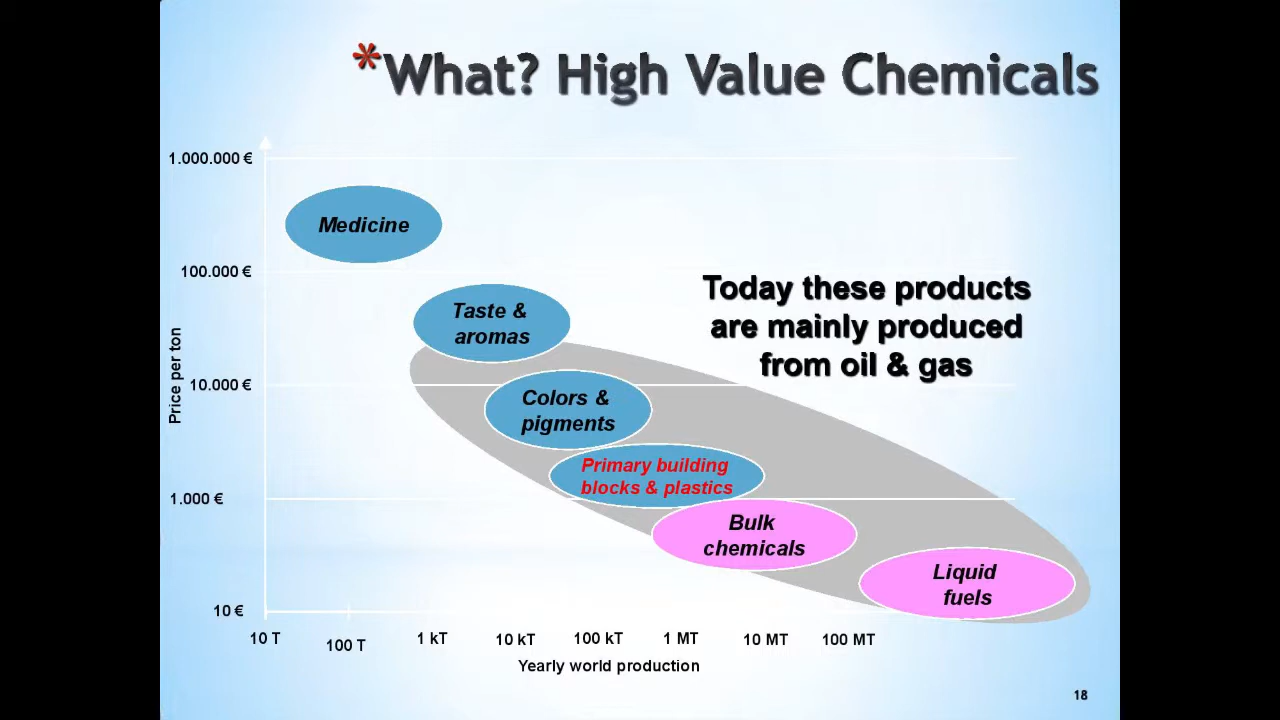 *What? High Value Chemicals
1.000.000 €
Medicine
100.000 €
Today these products
are mainly produced
from oil & gas
Taste &
aromas
Price per ton
10.000 €
Colors &
pigments
Primary building
blocks & plastics
1.000 €
Bulk
chemicals
Liquid
fuels
10 €
10 T 100 T 1 kT 10 kT 100 kT 1 MT 10 MT 100 MT
Yearly world production
18